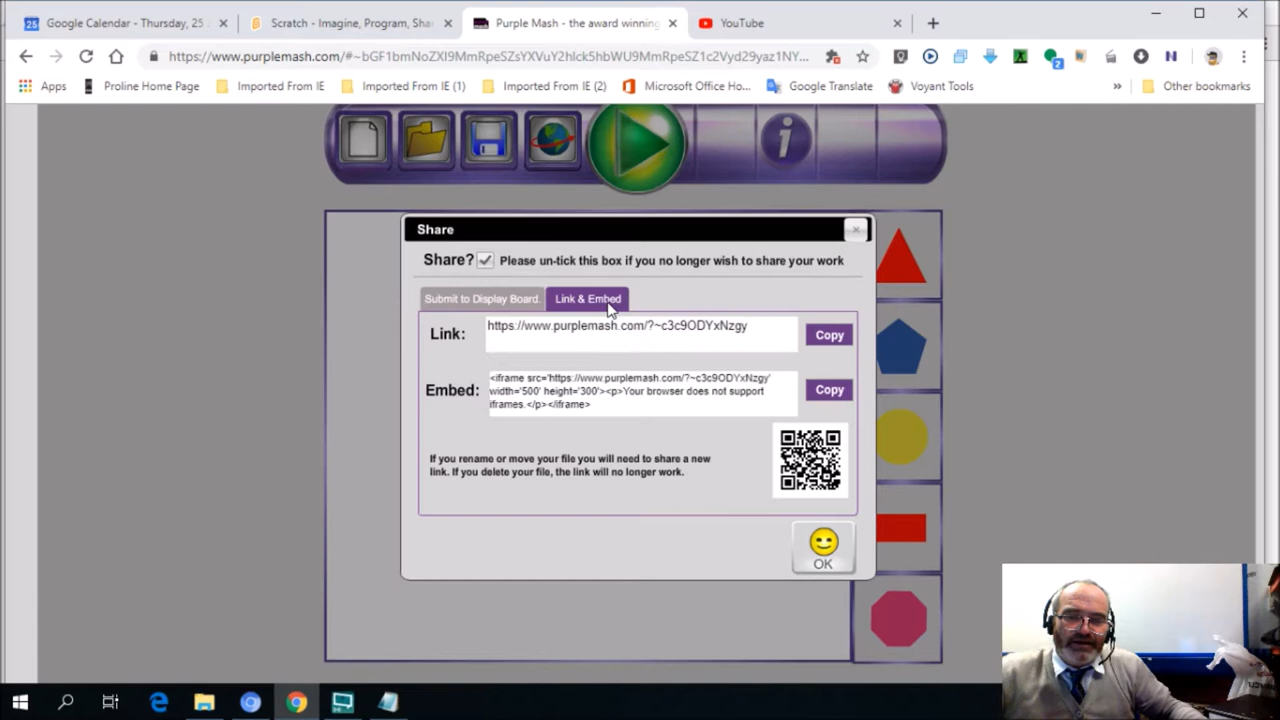 Google Calendar - Thursday, 25
Scratch - Imagine, Program, Sha
Purple Mash - the award winning
YouTube
https://www.purplemash.com/#~bGF1bmNoZXI9MmRpeSZsYXVuY2hlck5hbWU9MmRpeSZ1c2Vyd29yaz1NY...
2
N
Apps
Proline Home Page
Imported From IE
Imported From IE (1)
Imported From IE (2)
Microsoft Office Ho...
Google Translate
Voyant Tools
»
Other bookmarks
i
Share
Share?
Please un-tick this box if you no longer wish to share your work
Submit to Display Board.
Link & Embed
Link:
https://www.purplemash.com/?~c3c9ODYxNzgy
Copy
Embed:
<iframe src='https://www.purplemash.com/?~c3c9ODYxNzgy'
width='500' height='300'><p>Your browser does not support
iframes.</p></iframe>
Copy
If you rename or move your file you will need to share a new
link. If you delete your file, the link will no longer work.
OK